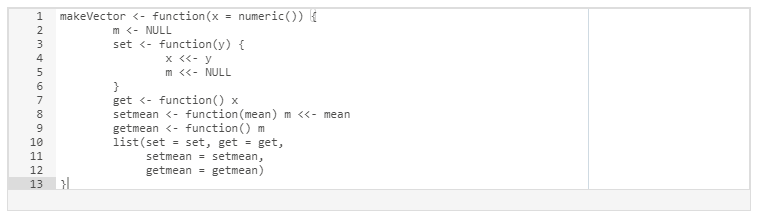 1 makeVector <- function(x = numeric()) {
2         m <- NULL
3         set <- function(y) {
4                 x <<- y
5                 m <<- NULL
6         }
7         get <- function() x
8         setmean <- function(mean) m <<- mean
9         getmean <- function() m
10         list(set = set, get = get,
11              setmean = setmean,
12              getmean = getmean)
13 }